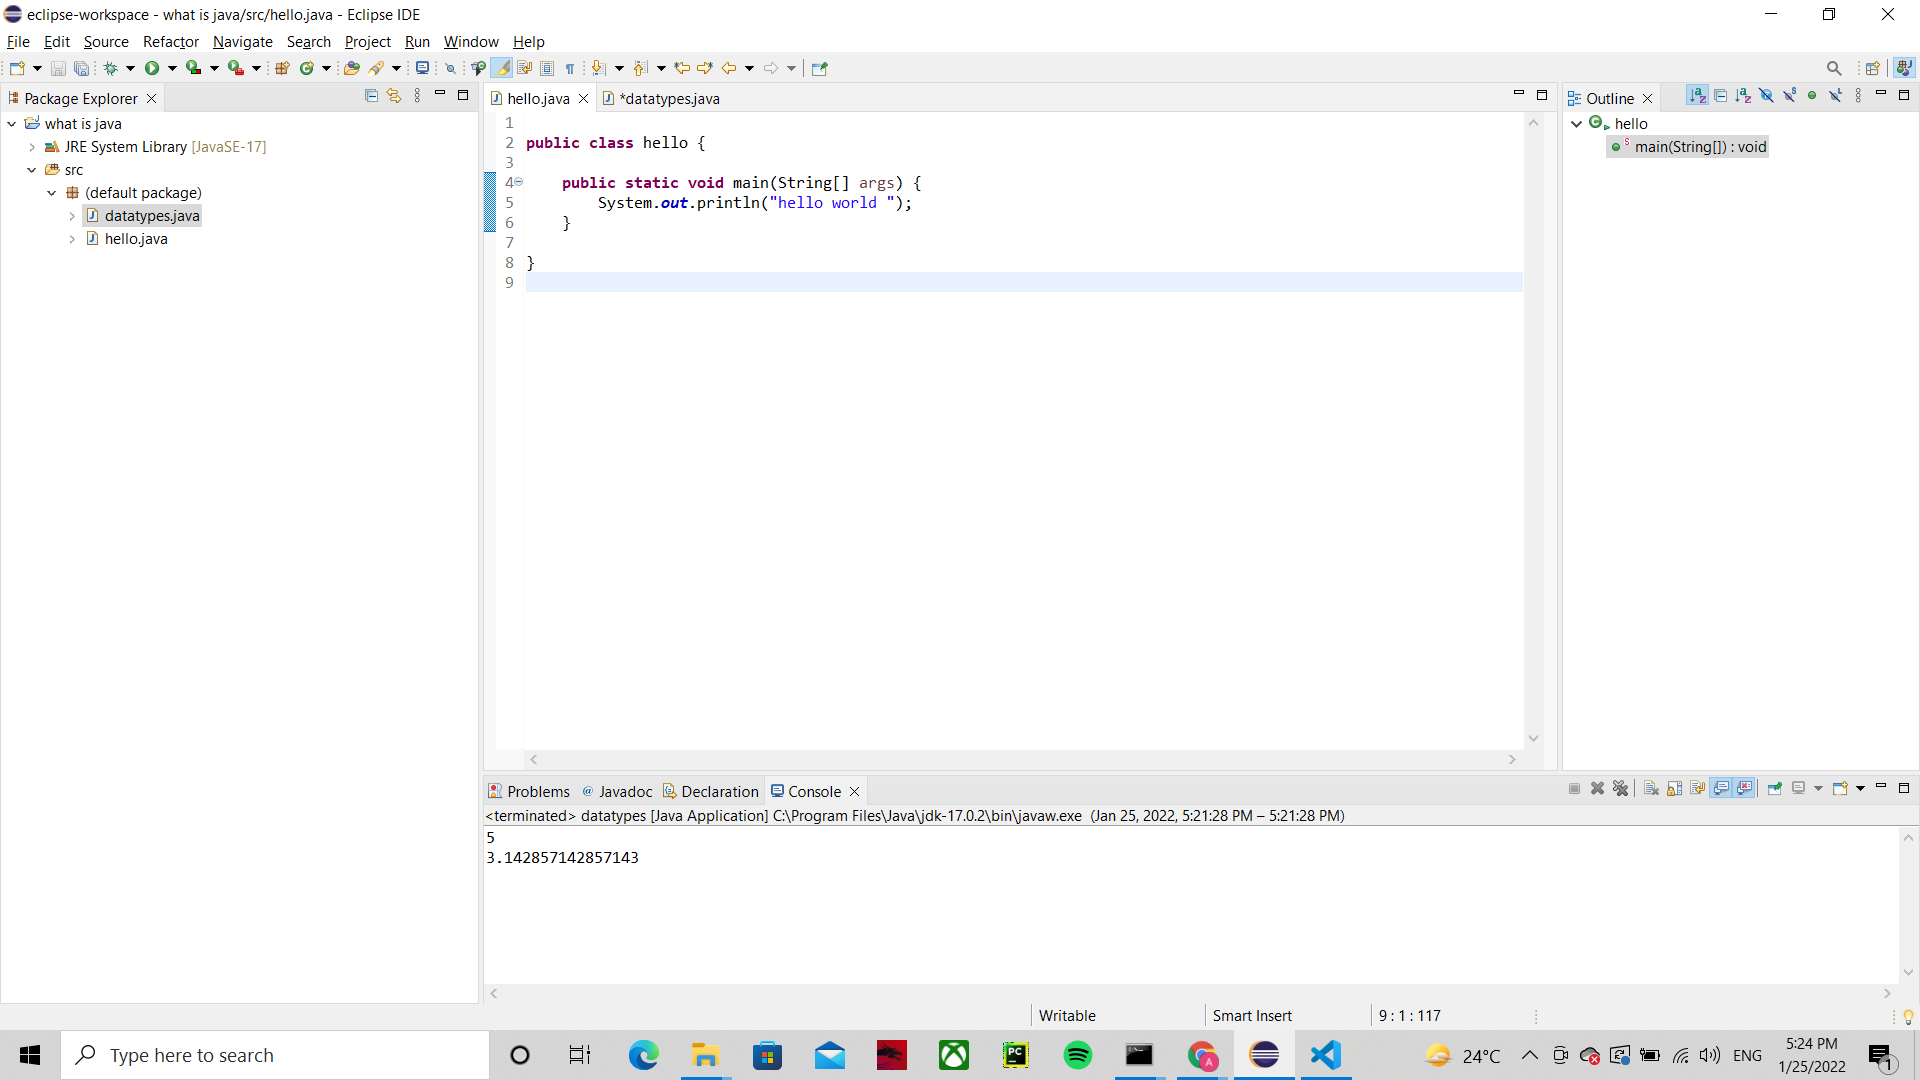 eclipse-workspace - what is java/src/hello.java - Eclipse IDE
File Edit Source Refactor Navigate Search Project Run Window Help
Package Explorer
what is java
JRE System Library [JavaSE-17]
src
(default package)
datatypes.java
hello.java
hello.java *datatypes.java
1
2 public class hello {
3
4     public static void main(String[] args) {
5         System.out.println("hello world ");
6     }
7
8 }
9
Outline
hello
main(String[]) : void
Problems @ Javadoc Declaration Console
<terminated> datatypes [Java Application] C:\Program Files\Java\jdk-17.0.2\bin\javaw.exe (Jan 25, 2022, 5:21:28 PM – 5:21:28 PM)
5
3.142857142857143
Writable Smart Insert 9 : 1 : 117
Type here to search
PC
A
24°C
ENG
5:24 PM
1/25/2022
1